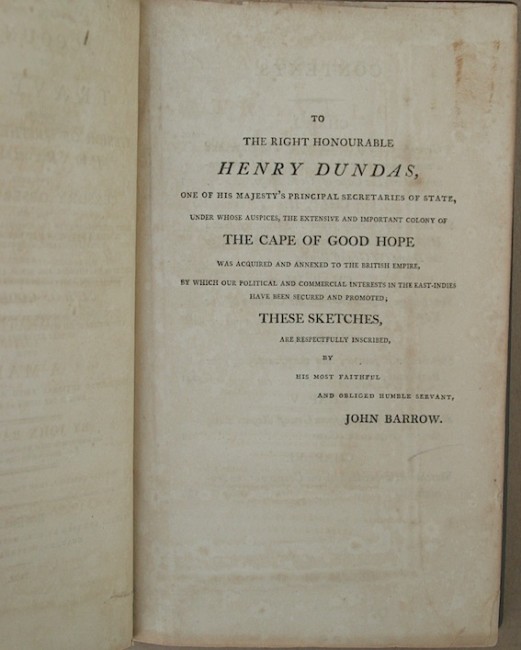 TO
THE RIGHT HONOURABLE
HENRY DUNDAS,
ONE OF HIS MAJESTY'S PRINCIPAL SECRETARIES OF STATE,
UNDER WHOSE AUSPICES, THE EXTENSIVE AND IMPORTANT COLONY OF
THE CAPE OF GOOD HOPE
WAS ACQUIRED AND ANNEXED TO THE BRITISH EMPIRE,
BY WHICH OUR POLITICAL AND COMMERCIAL INTERESTS IN THE EAST-INDIES
HAVE BEEN SECURED AND PROMOTED;
THESE SKETCHES,
ARE RESPECTFULLY INSCRIBED,
BY
HIS MOST FAITHFUL
AND OBLIGED HUMBLE SERVANT,
JOHN BARROW.